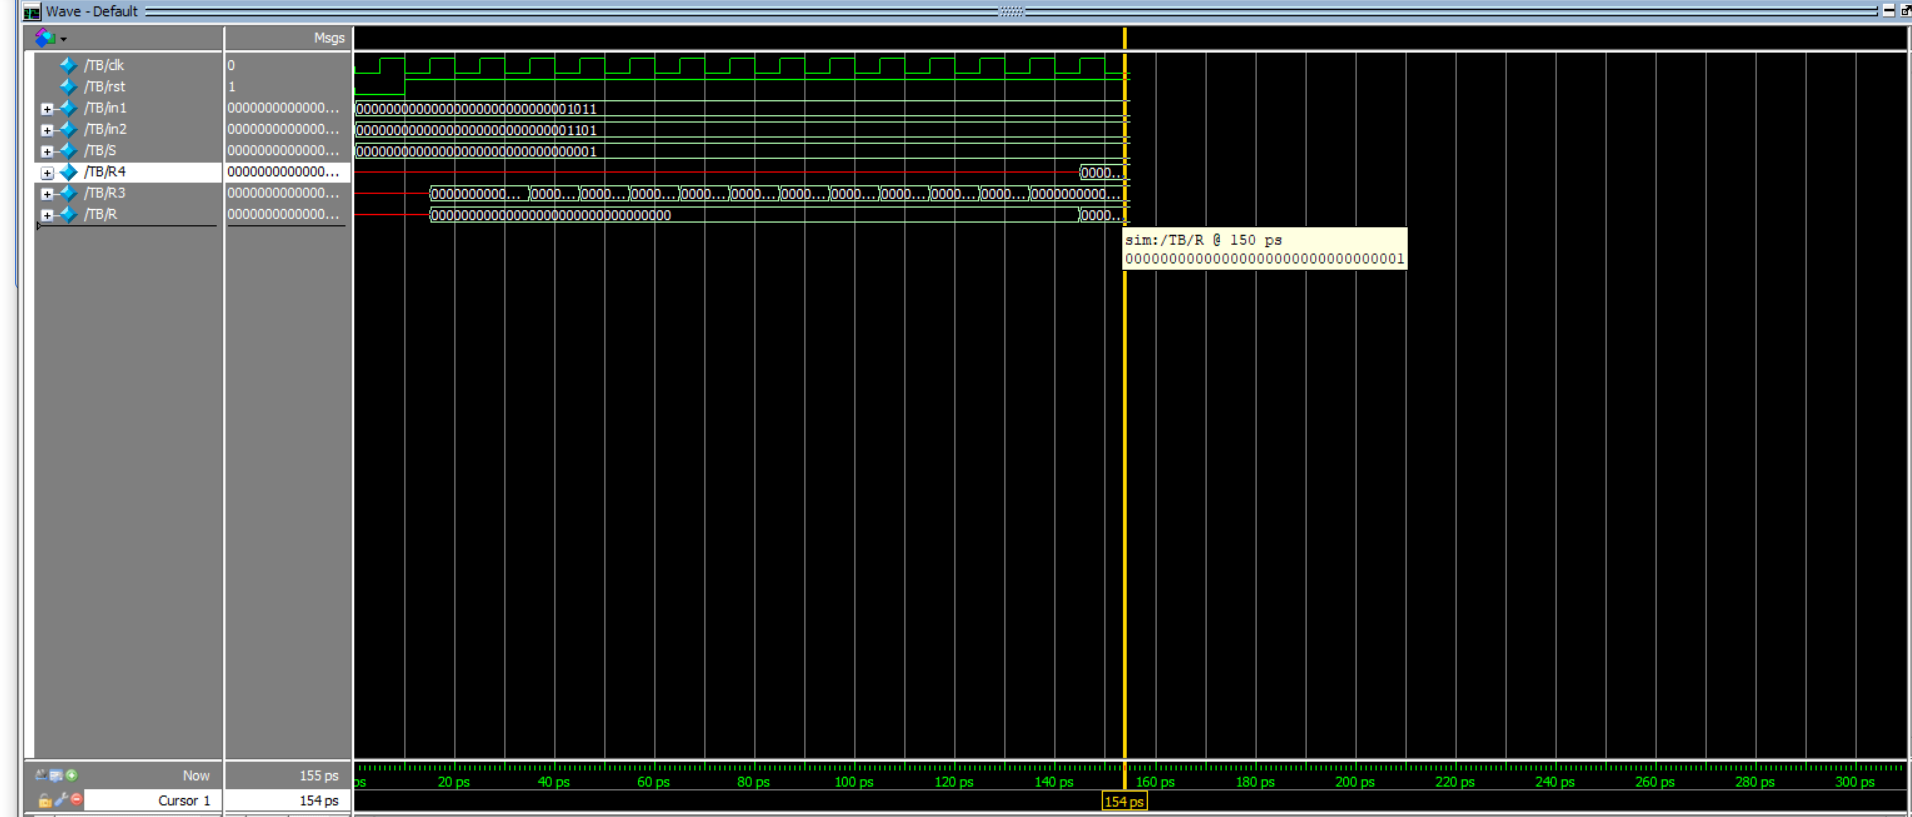 Wave - Default
Msgs
/TB/clk 0
/TB/rst 1
/TB/in1 0000000000000... 00000000000000000000000000001011
/TB/in2 0000000000000... 00000000000000000000000000001101
/TB/S 0000000000000... 00000000000000000000000000000001
/TB/R4 0000000000000... 0000...
/TB/R3 0000000000000... 0000000000... 0000... 0000... 0000... 0000... 0000... 0000... 0000... 0000... 0000... 0000... 0000000000...
/TB/R 0000000000000... 00000000000000000000000000000000 0000...
sim:/TB/R @ 150 ps
00000000000000000000000000000001
Now 155 ps ps 20 ps 40 ps 60 ps 80 ps 100 ps 120 ps 140 ps 160 ps 180 ps 200 ps 220 ps 240 ps 260 ps 280 ps 300 ps
Cursor 1 154 ps 154 ps